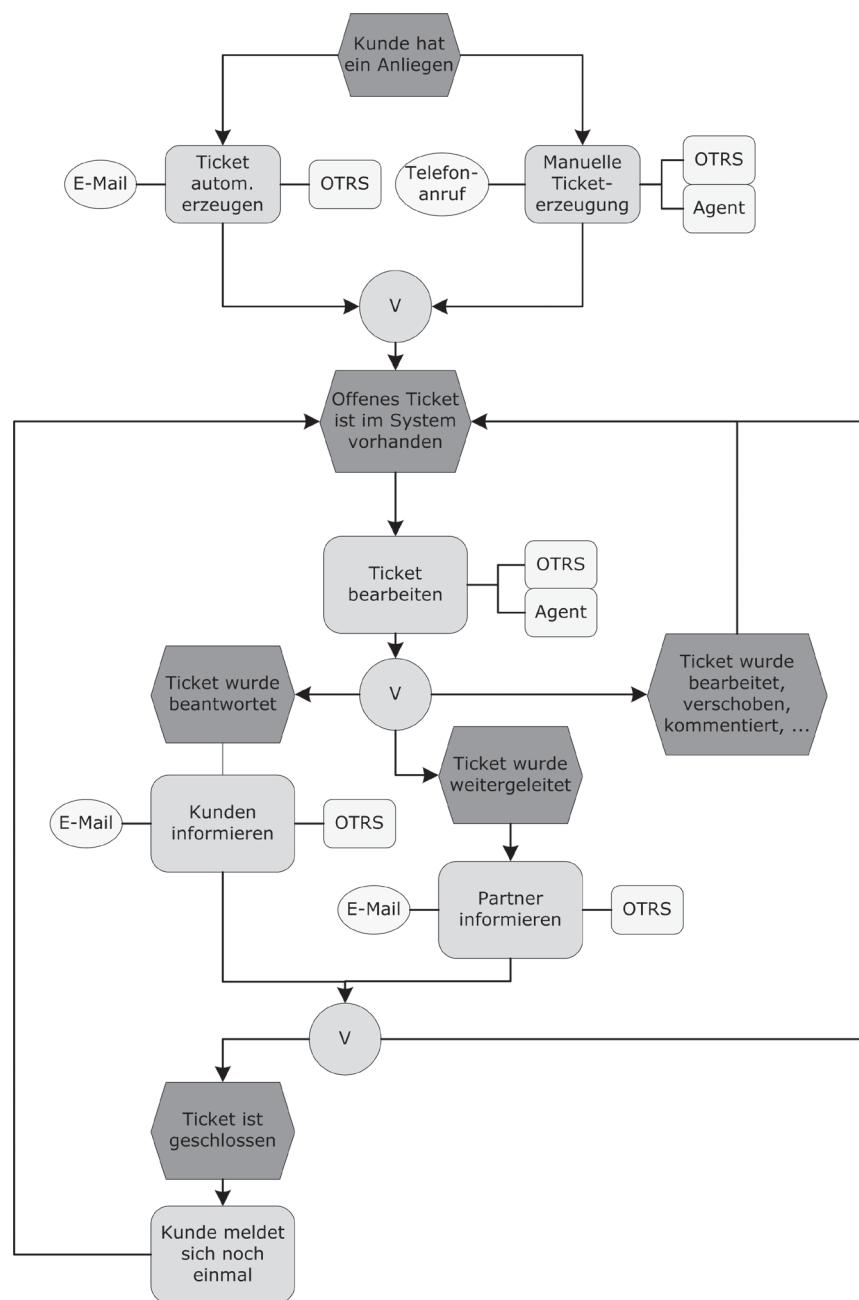 Kunde hat
ein Anliegen
E-Mail
Ticket
autom.
erzeugen
OTRS
Telefon-
anruf
Manuelle
Ticket-
erzeugung
OTRS
Agent
V
Offenes Ticket
ist im System
vorhanden
Ticket
bearbeiten
OTRS
Agent
Ticket wurde
beantwortet
V
Ticket wurde
bearbeitet,
verschoben,
kommentiert, ...
Ticket wurde
weitergeleitet
E-Mail
Kunden
informieren
OTRS
E-Mail
Partner
informieren
OTRS
V
Ticket ist
geschlossen
Kunde meldet
sich noch
einmal